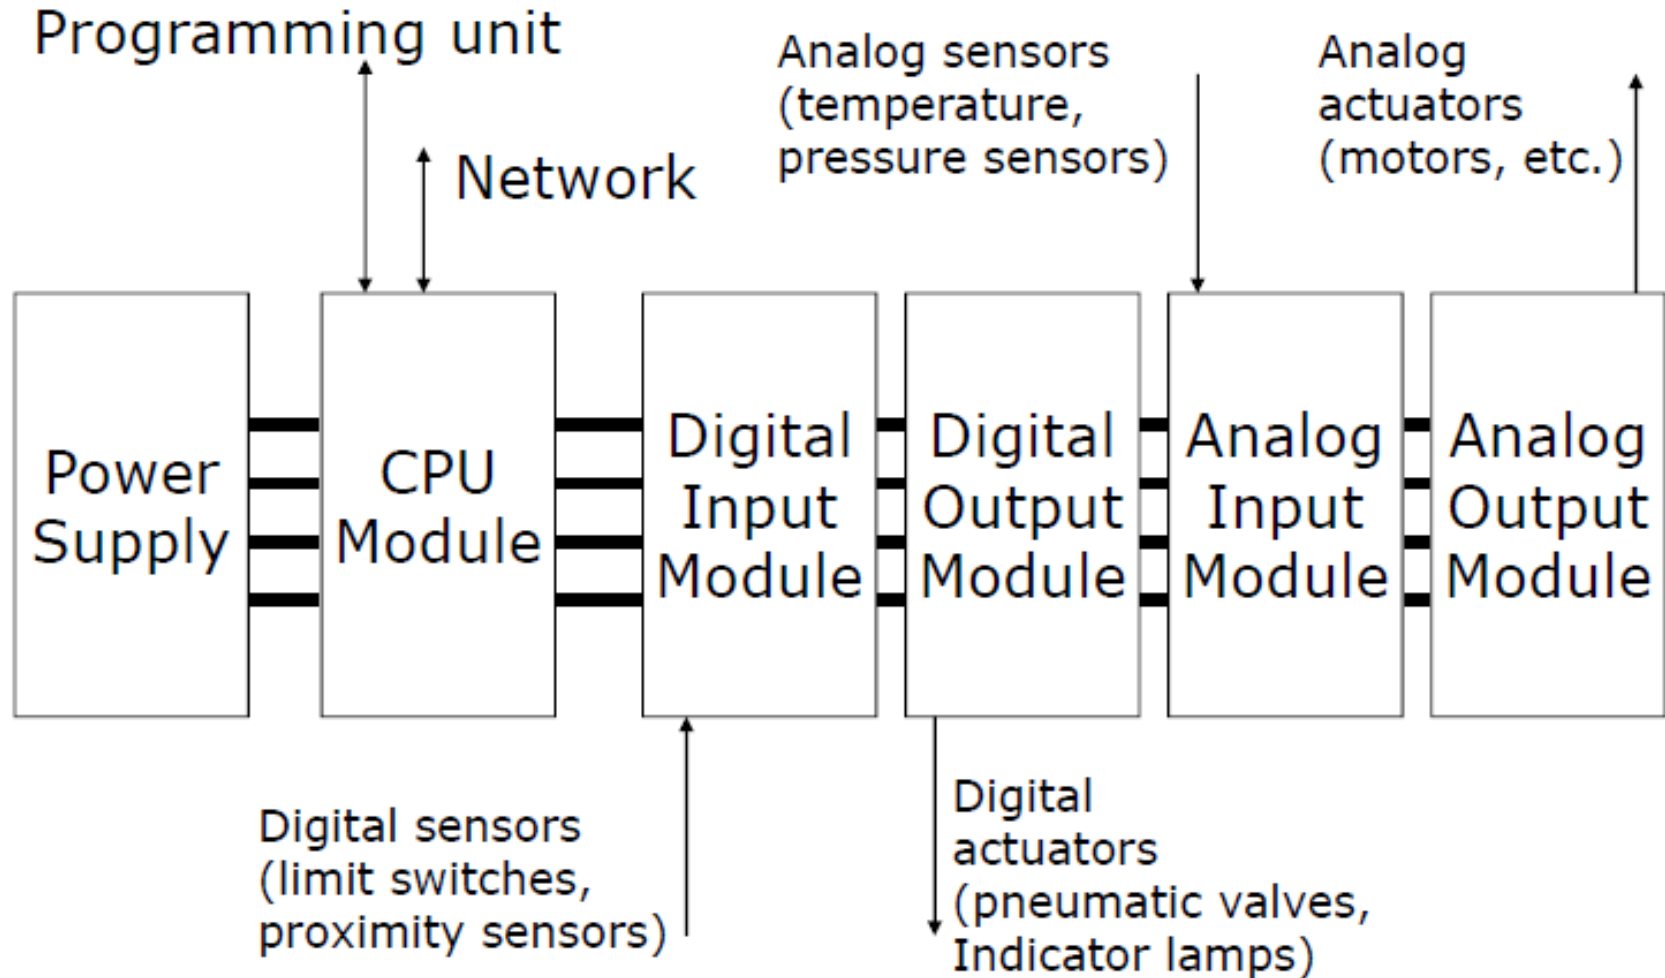 Programming unit
Network
Analog sensors
(temperature,
pressure sensors)
Analog
actuators
(motors, etc.)
Power
Supply
CPU
Module
Digital
Input
Module
Digital
Output
Module
Analog
Input
Module
Analog
Output
Module
Digital sensors
(limit switches,
proximity sensors)
Digital
actuators
(pneumatic valves,
Indicator lamps)